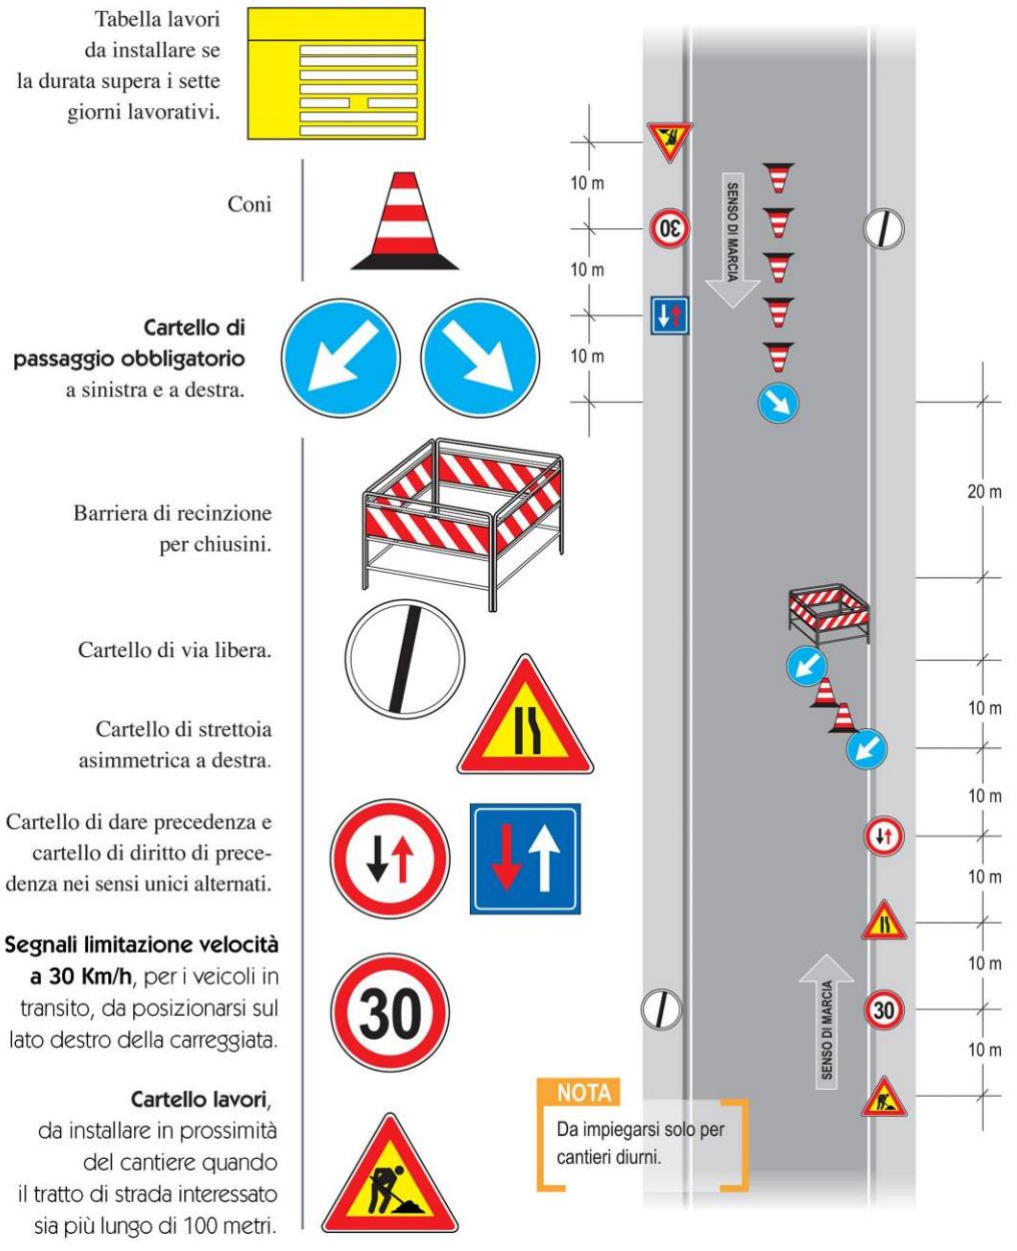 Tabella lavori
da installare se
la durata supera i sette
giorni lavorativi.
Coni
Cartello di
passaggio obbligatorio
a sinistra e a destra.
Barriera di recinzione
per chiusini.
Cartello di via libera.
Cartello di strettoia
asimmetrica a destra.
Cartello di dare precedenza e
cartello di diritto di prece-
denza nei sensi unici alternati.
Segnali limitazione velocità
a 30 Km/h, per i veicoli in
transito, da posizionarsi sul
lato destro della carreggiata.
30
Cartello lavori,
da installare in prossimità
del cantiere quando
il tratto di strada interessato
sia più lungo di 100 metri.
10 m
10 m
10 m
30
SENSO DI MARCIA
20 m
10 m
10 m
10 m
10 m
10 m
30
SENSO DI MARCIA
NOTA
Da impiegarsi solo per
cantieri diurni.